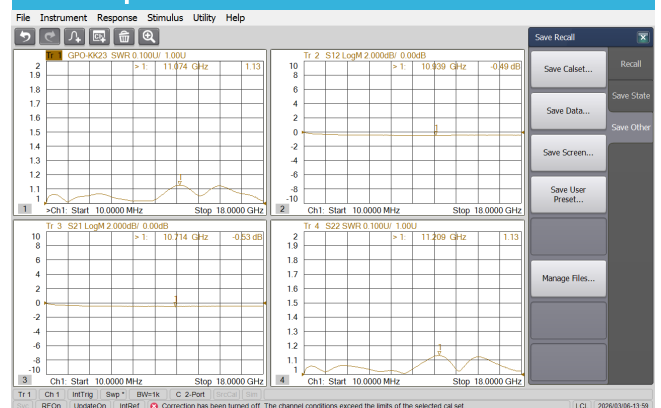 File Instrument Response Stimulus Utility Help
Save Recall
Tr 1 GPO-KK23 SWR 0.100U/ 1.00U
> 1: 11.074 GHz 1.13
2
1.9
1.8
1.7
1.6
1.5
1.4
1.3
1.2
1.1
1
1
1 >Ch1: Start 10.0000 MHz Stop 18.0000 GHz
Tr 2 S12 LogM 2.000dB/ 0.00dB
> 1: 10.939 GHz -0.49 dB
10
8
6
4
2
0
-2
-4
-6
-8
-10
1
2 Ch1: Start 10.0000 MHz Stop 18.0000 GHz
Tr 3 S21 LogM 2.000dB/ 0.00dB
> 1: 10.714 GHz -0.53 dB
10
8
6
4
2
0
-2
-4
-6
-8
-10
1
3 Ch1: Start 10.0000 MHz Stop 18.0000 GHz
Tr 4 S22 SWR 0.100U/ 1.00U
> 1: 11.209 GHz 1.13
2
1.9
1.8
1.7
1.6
1.5
1.4
1.3
1.2
1.1
1
1
4 Ch1: Start 10.0000 MHz Stop 18.0000 GHz
Save Calset...
Save Data...
Save Screen...
Save User
Preset...
Manage Files...
Recall
Save State
Save Other
Tr 1 Ch 1 IntTrig Swp * BW=1k C 2-Port SrcCal Sim
RFOn UpdateOn IntRef Correction has been turned off. The channel conditions exceed the limits of the selected cal set. LCL 2026/03/06-13:59